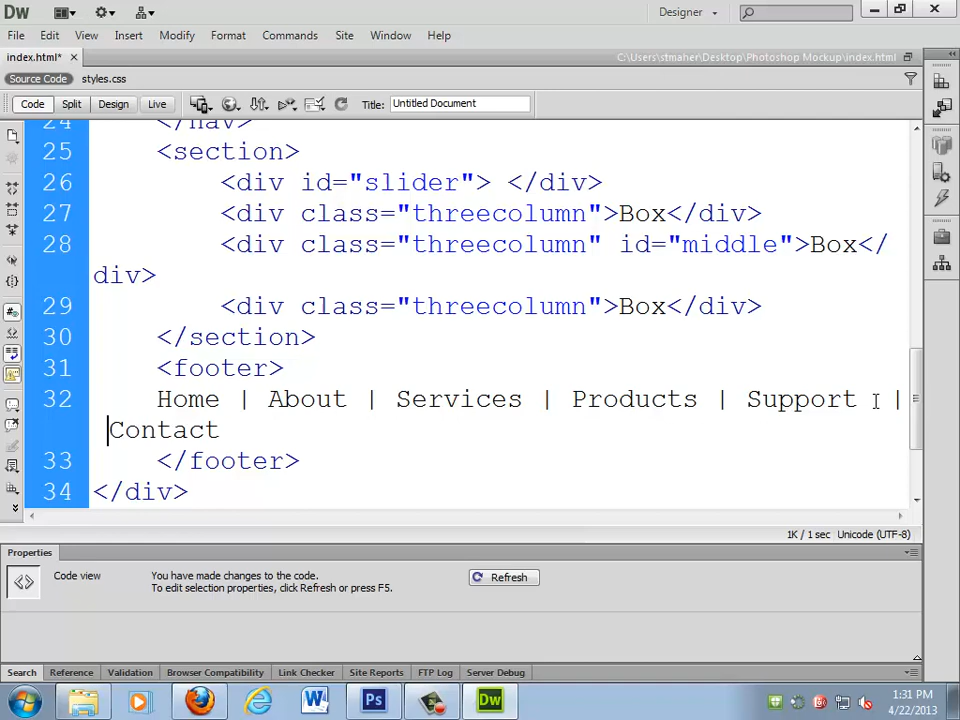 Dw Designer
File Edit View Insert Modify Format Commands Site Window Help
index.html* C:\Users\stmaher\Desktop\Photoshop Mockup\index.html
Source Code styles.css
Code Split Design Live Title: Untitled Document
24 </nav>
25 <section>
26 <div id="slider"> </div>
27 <div class="threecolumn">Box</div>
28 <div class="threecolumn" id="middle">Box</
div>
29 <div class="threecolumn">Box</div>
30 </section>
31 <footer>
32 Home | About | Services | Products | Support |
Contact
33 </footer>
34 </div>
1K / 1 sec Unicode (UTF-8)
Properties
Code view You have made changes to the code. Refresh
To edit selection properties, click Refresh or press F5.
Search Reference Validation Browser Compatibility Link Checker Site Reports FTP Log Server Debug
W Ps Dw 1:31 PM
4/22/2013